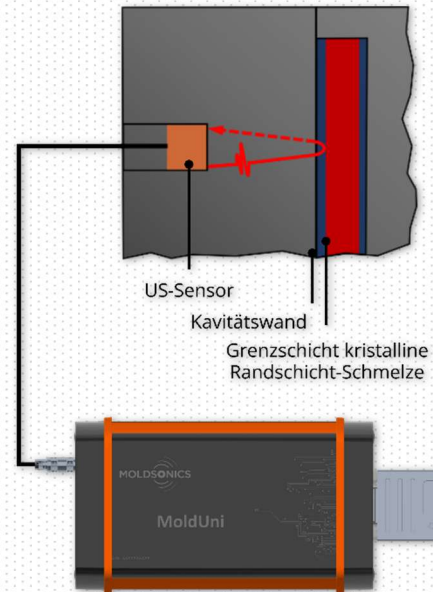 US-Sensor
Kavitätswand
Grenzschicht kristalline
Randschicht-Schmelze
MOLDSONICS
MoldUni